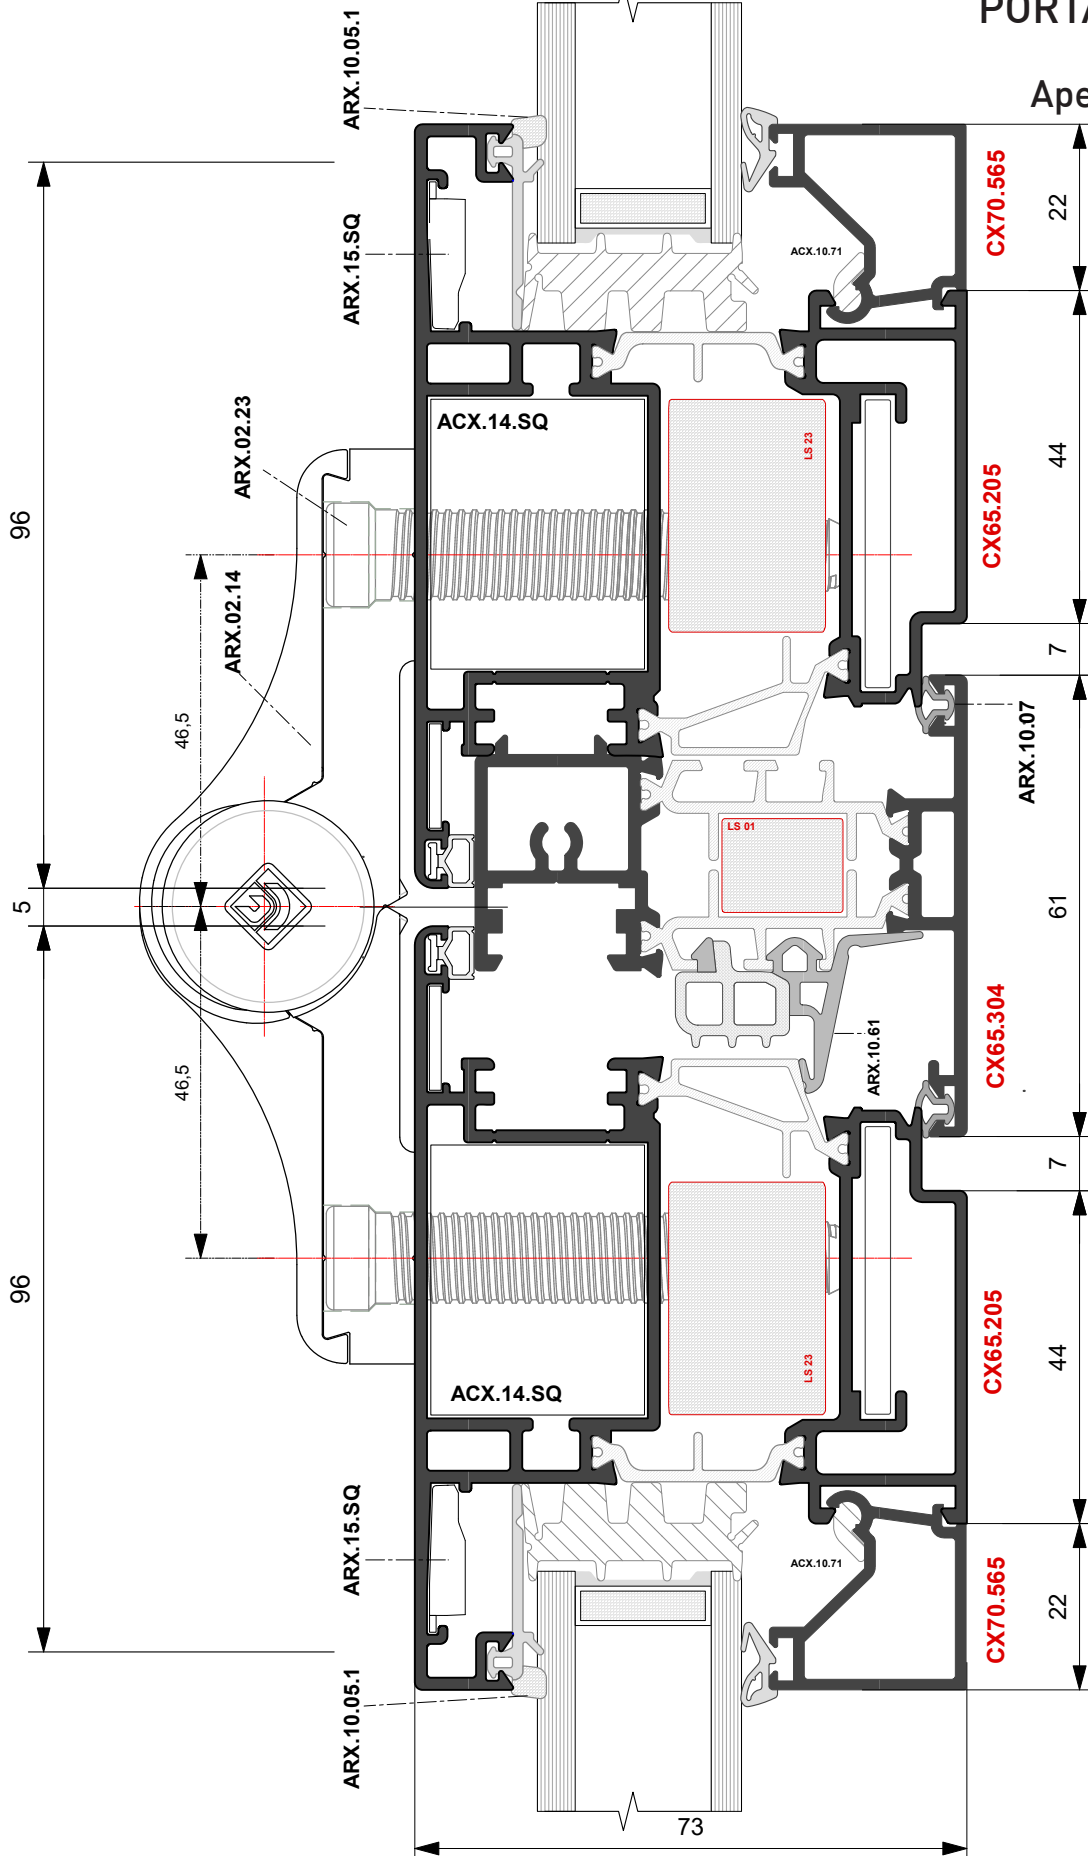 PORTA
Ape
ARX.10.05.1
ARX.15.SQ
ACX.10.71
CX70.565
22
ARX.02.23
ACX.14.SQ
LS 23
44
CX65.205
96
ARX.02.14
7
46,5
ARX.10.07
LS 01
5
61
CX65.304
ARX.10.61
46,5
7
96
LS 23
ACX.14.SQ
CX65.205
44
ARX.15.SQ
ACX.10.71
CX70.565
22
ARX.10.05.1
73